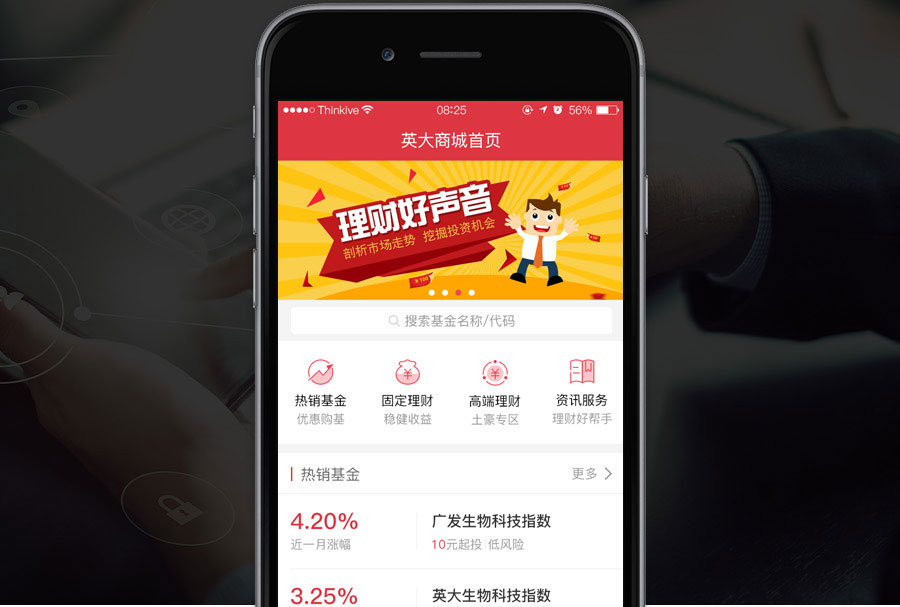 Thinkive 08:25 56%
英大商城首页
理财好声音
剖析市场走势 挖掘投资机会
搜索基金名称/代码
热销基金 固定理财 高端理财 资讯服务
优惠购基 稳健收益 土豪专区 理财好帮手
热销基金 更多
4.20% 广发生物科技指数
近一月涨幅 10元起投 低风险
3.25% 英大生物科技指数